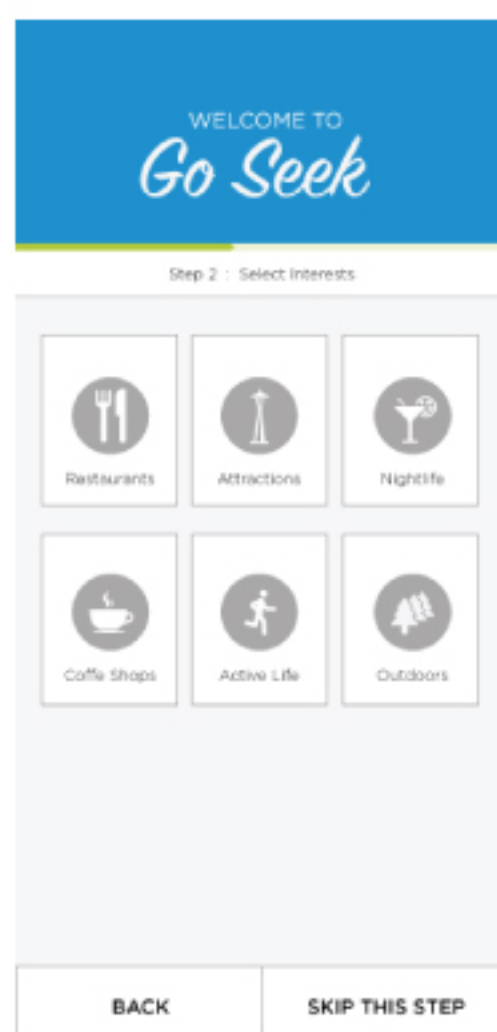 WELCOME TO
Go Seek
Step 2 : Select Interests
Restaurants
Attractions
Nightlife
Coffe Shops
Active Life
Outdoors
BACK
SKIP THIS STEP